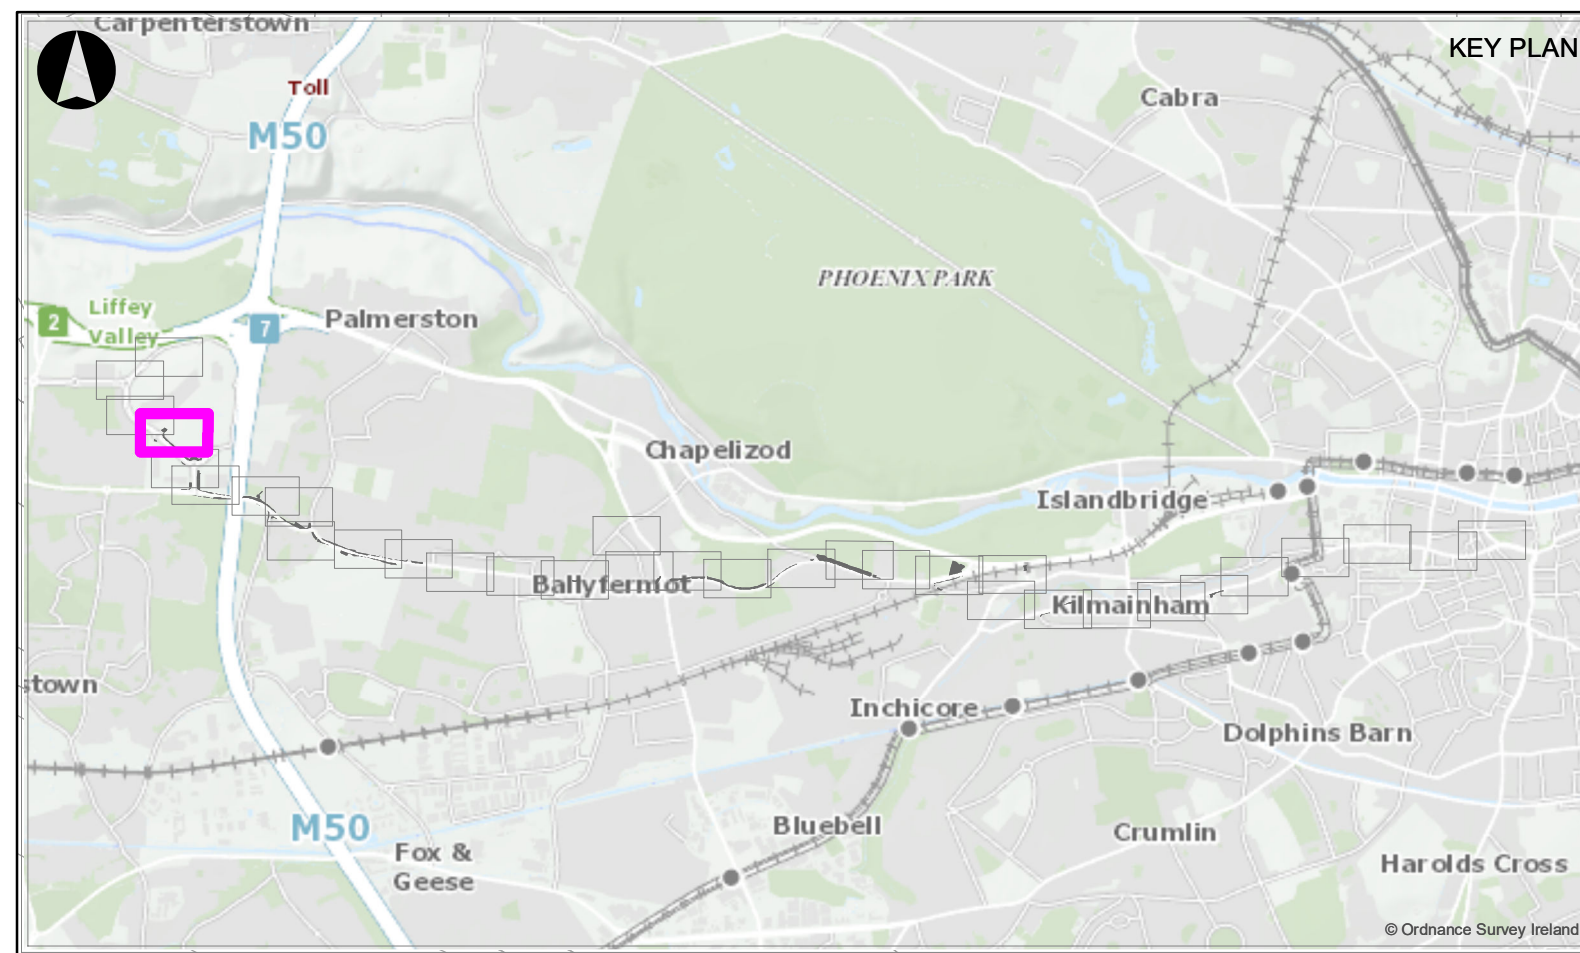 Carpenterstown
KEY PLAN
Toll
Cabra
M50
PHOENIX PARK
Liffey
Valley
2
7
Palmerston
Chapelizod
Islandbridge
Ballyfermot
Kilmainham
stown
Inchicore
Dolphins Barn
M50
Bluebell
Crumlin
Fox &
Geese
Harolds Cross
© Ordnance Survey Ireland